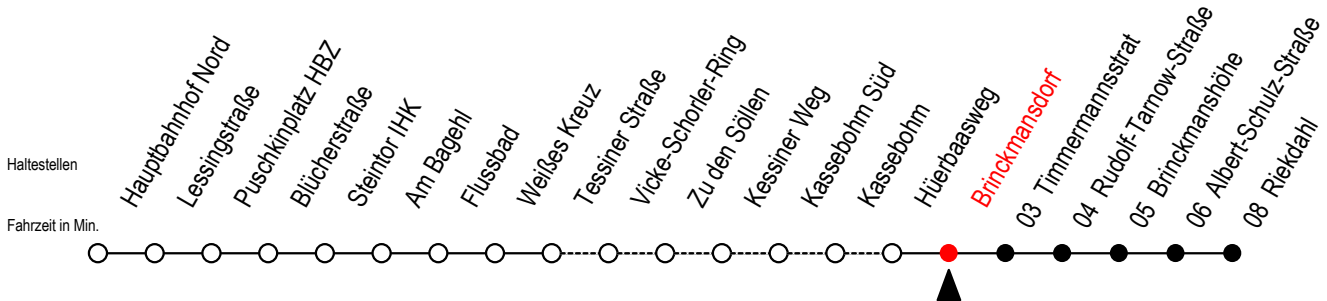 Haltestellen
Fahrzeit in Min.
Hauptbahnhof Nord
Lessingstraße
Puschkinplatz HBZ
Blücherstraße
Steintor IHK
Am Bagehl
Flussbad
Weißes Kreuz
Tessiner Straße
Vicke-Schorler-Ring
Zu den Söllen
Kessiner Weg
Kassebohm Süd
Kassebohm
Hüerbaasweg
Brinckmansdorf
03 Timmermannsstrat
04 Rudolf-Tarnow-Straße
05 Brinckmanshöhe
06 Albert-Schulz-Straße
08 Riekdahl